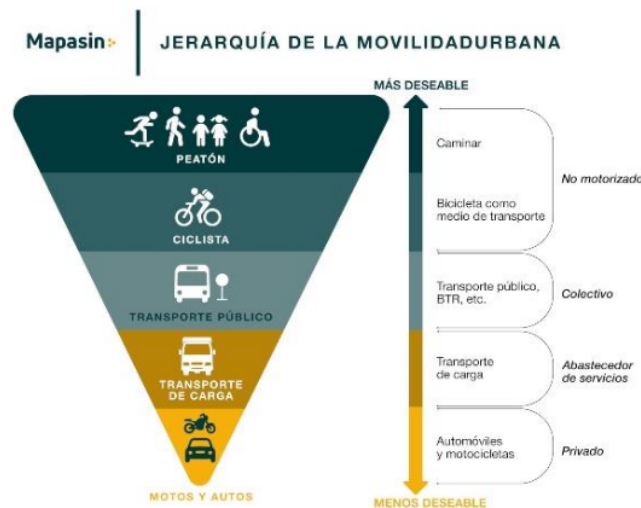 Mapasin
JERARQUÍA DE LA MOVILIDADURBANA
MÁS DESEABLE
PEATÓN
CICLISTA
TRANSPORTE PÚBLICO
TRANSPORTE
DE CARGA
MOTOS Y AUTOS
Caminar
Bicicleta como
medio de transporte
No motorizado
Transporte público,
BTR, etc.
Colectivo
Transporte
de carga
Abastecedor
de servicios
Automóviles
y motocicletas
Privado
MENOS DESEABLE